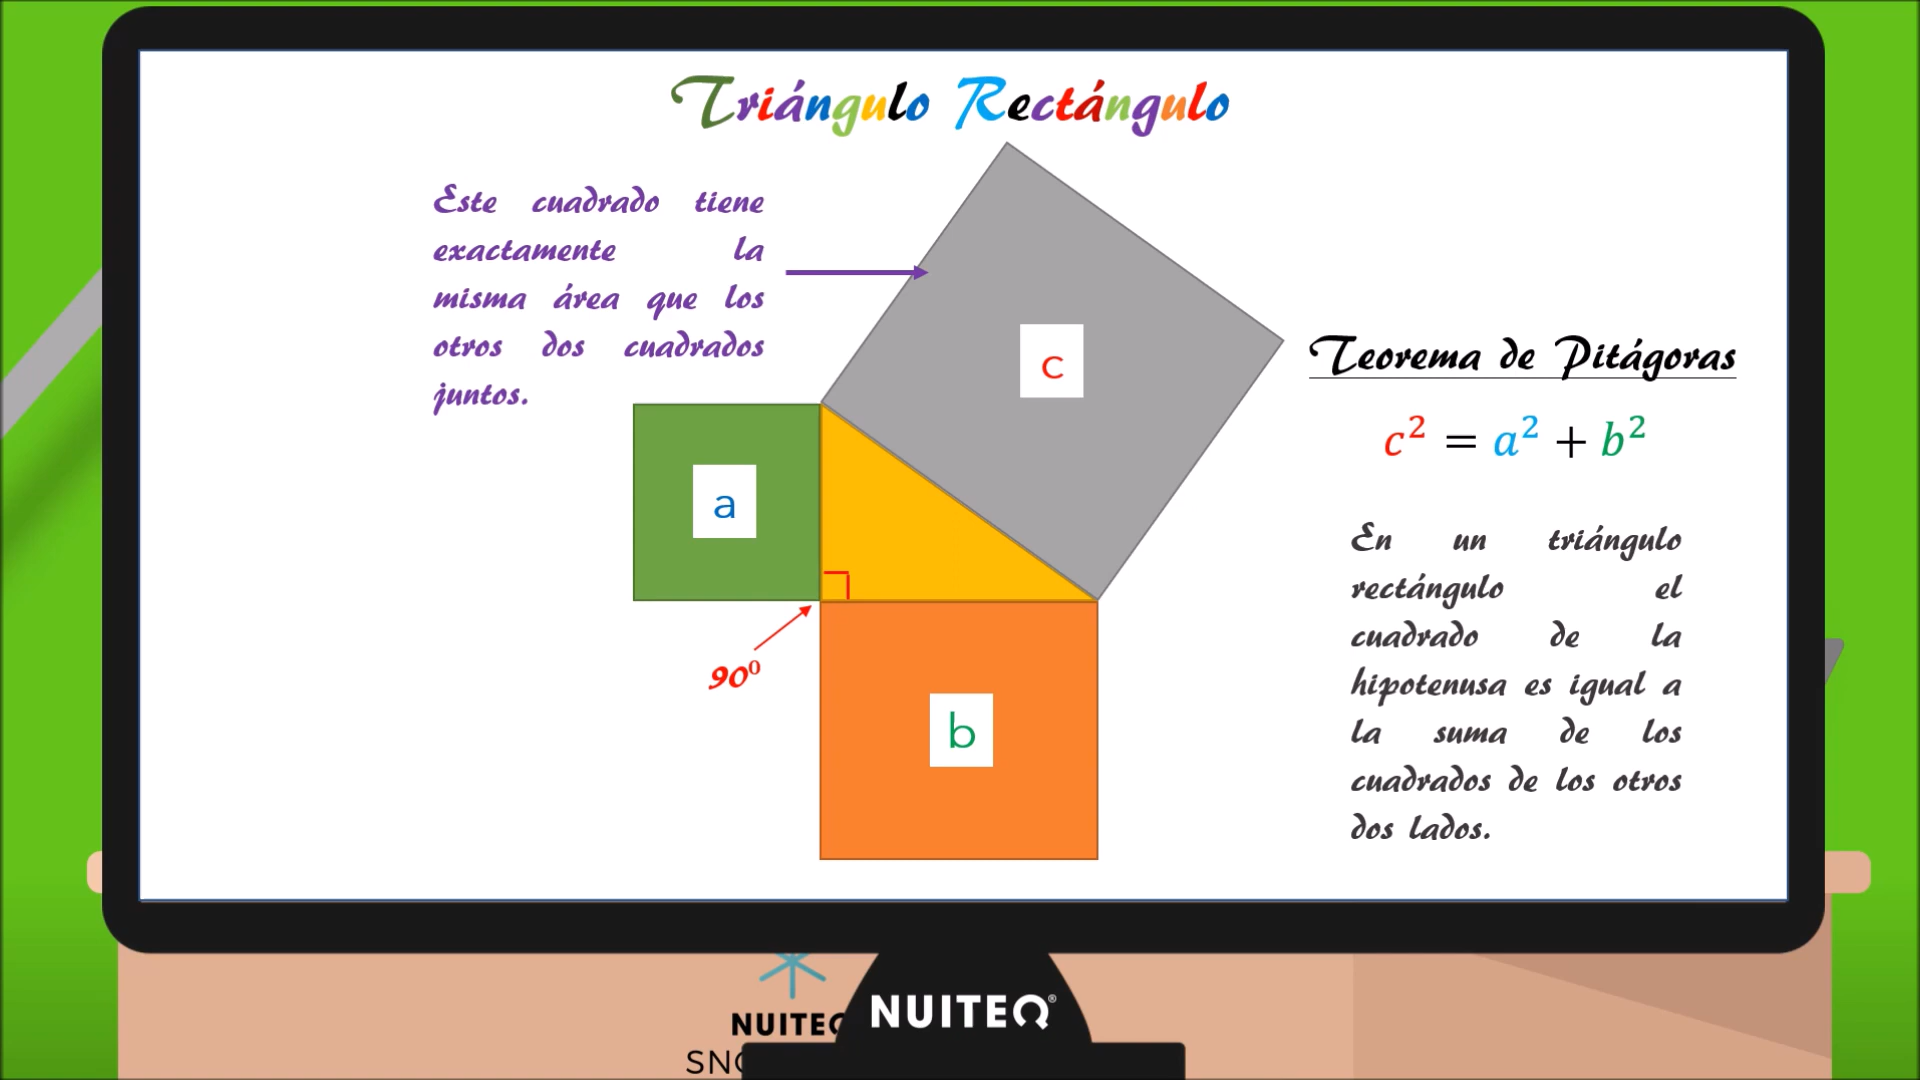 Triángulo Rectángulo
Este cuadrado tiene
exactamente la
misma área que los
otros dos cuadrados
juntos.
c
a
90⁰
b
Teorema de Pitágoras
c² = a² + b²
En un triángulo
rectángulo el
cuadrado de la
hipotenusa es igual a
la suma de los
cuadrados de los otros
dos lados.
NUITEQ®
NUITEQ